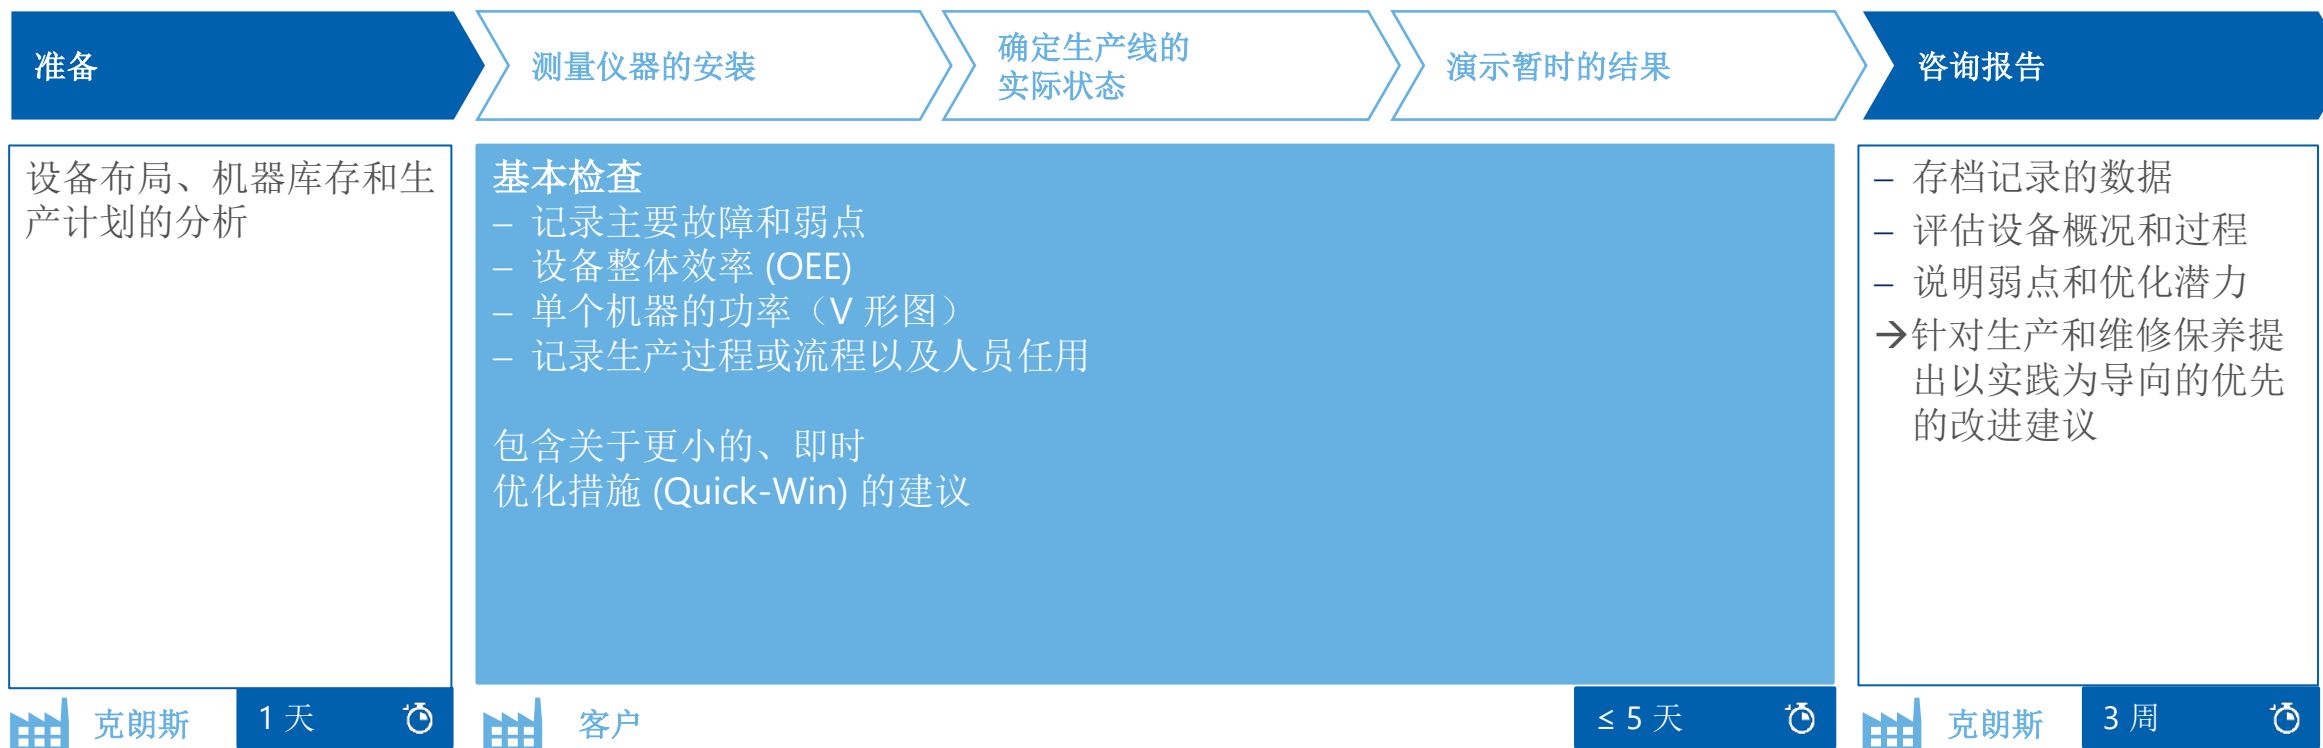 准备
测量仪器的安装
确定生产线的
实际状态
演示暂时的结果
咨询报告
设备布局、机器库存和生
产计划的分析
基本检查
– 记录主要故障和弱点
– 设备整体效率 (OEE)
– 单个机器的功率（V 形图）
– 记录生产过程或流程以及人员任用
包含关于更小的、即时
优化措施 (Quick-Win) 的建议
– 存档记录的数据
– 评估设备概况和过程
– 说明弱点和优化潜力
→针对生产和维修保养提
出以实践为导向的优先
的改进建议
克朗斯
1 天
客户
≤ 5 天
克朗斯
3 周